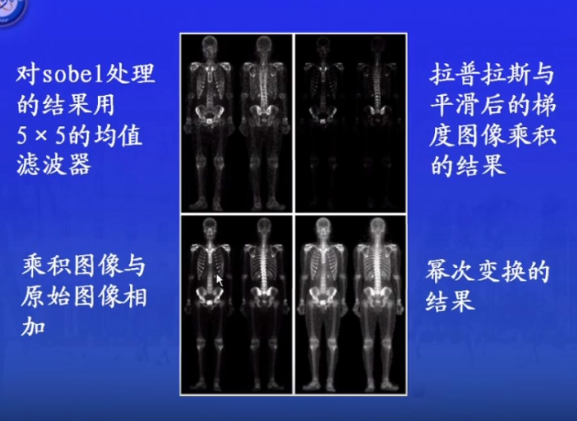 对sobel处理
的结果用
5×5的均值
滤波器
拉普拉斯与
平滑后的梯
度图像乘积
的结果
乘积图像与
原始图像相
加
幂次变换的
结果